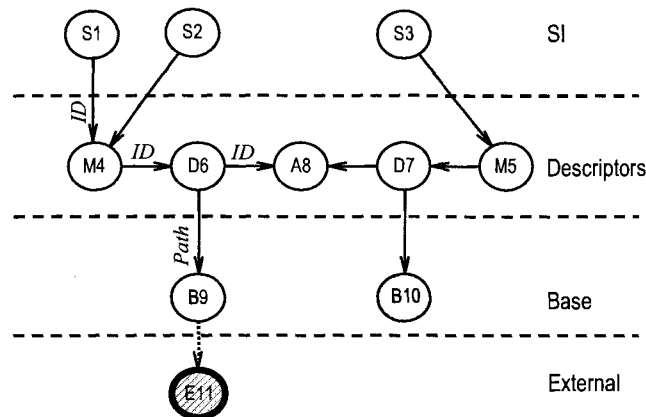 S1 S2 S3 SI
ID
M4 ID D6 ID A8 D7 M5 Descriptors
Path
B9 B10 Base
E11 External